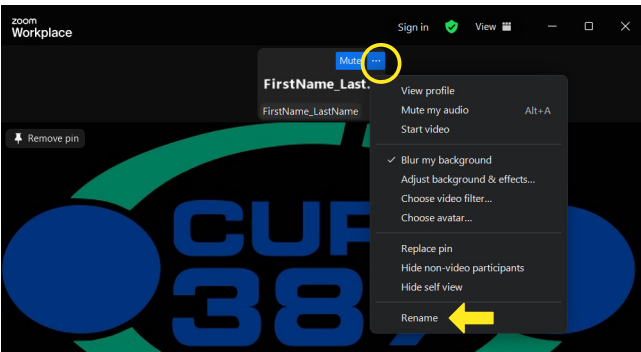 zoom
Workplace
Sign in
View
Mute
FirstName_Last.
FirstName_LastName
Remove pin
View profile
Mute my audio Alt+A
Start video
Blur my background
Adjust background & effects...
Choose video filter...
Choose avatar...
Replace pin
Hide non-video participants
Hide self view
Rename
38